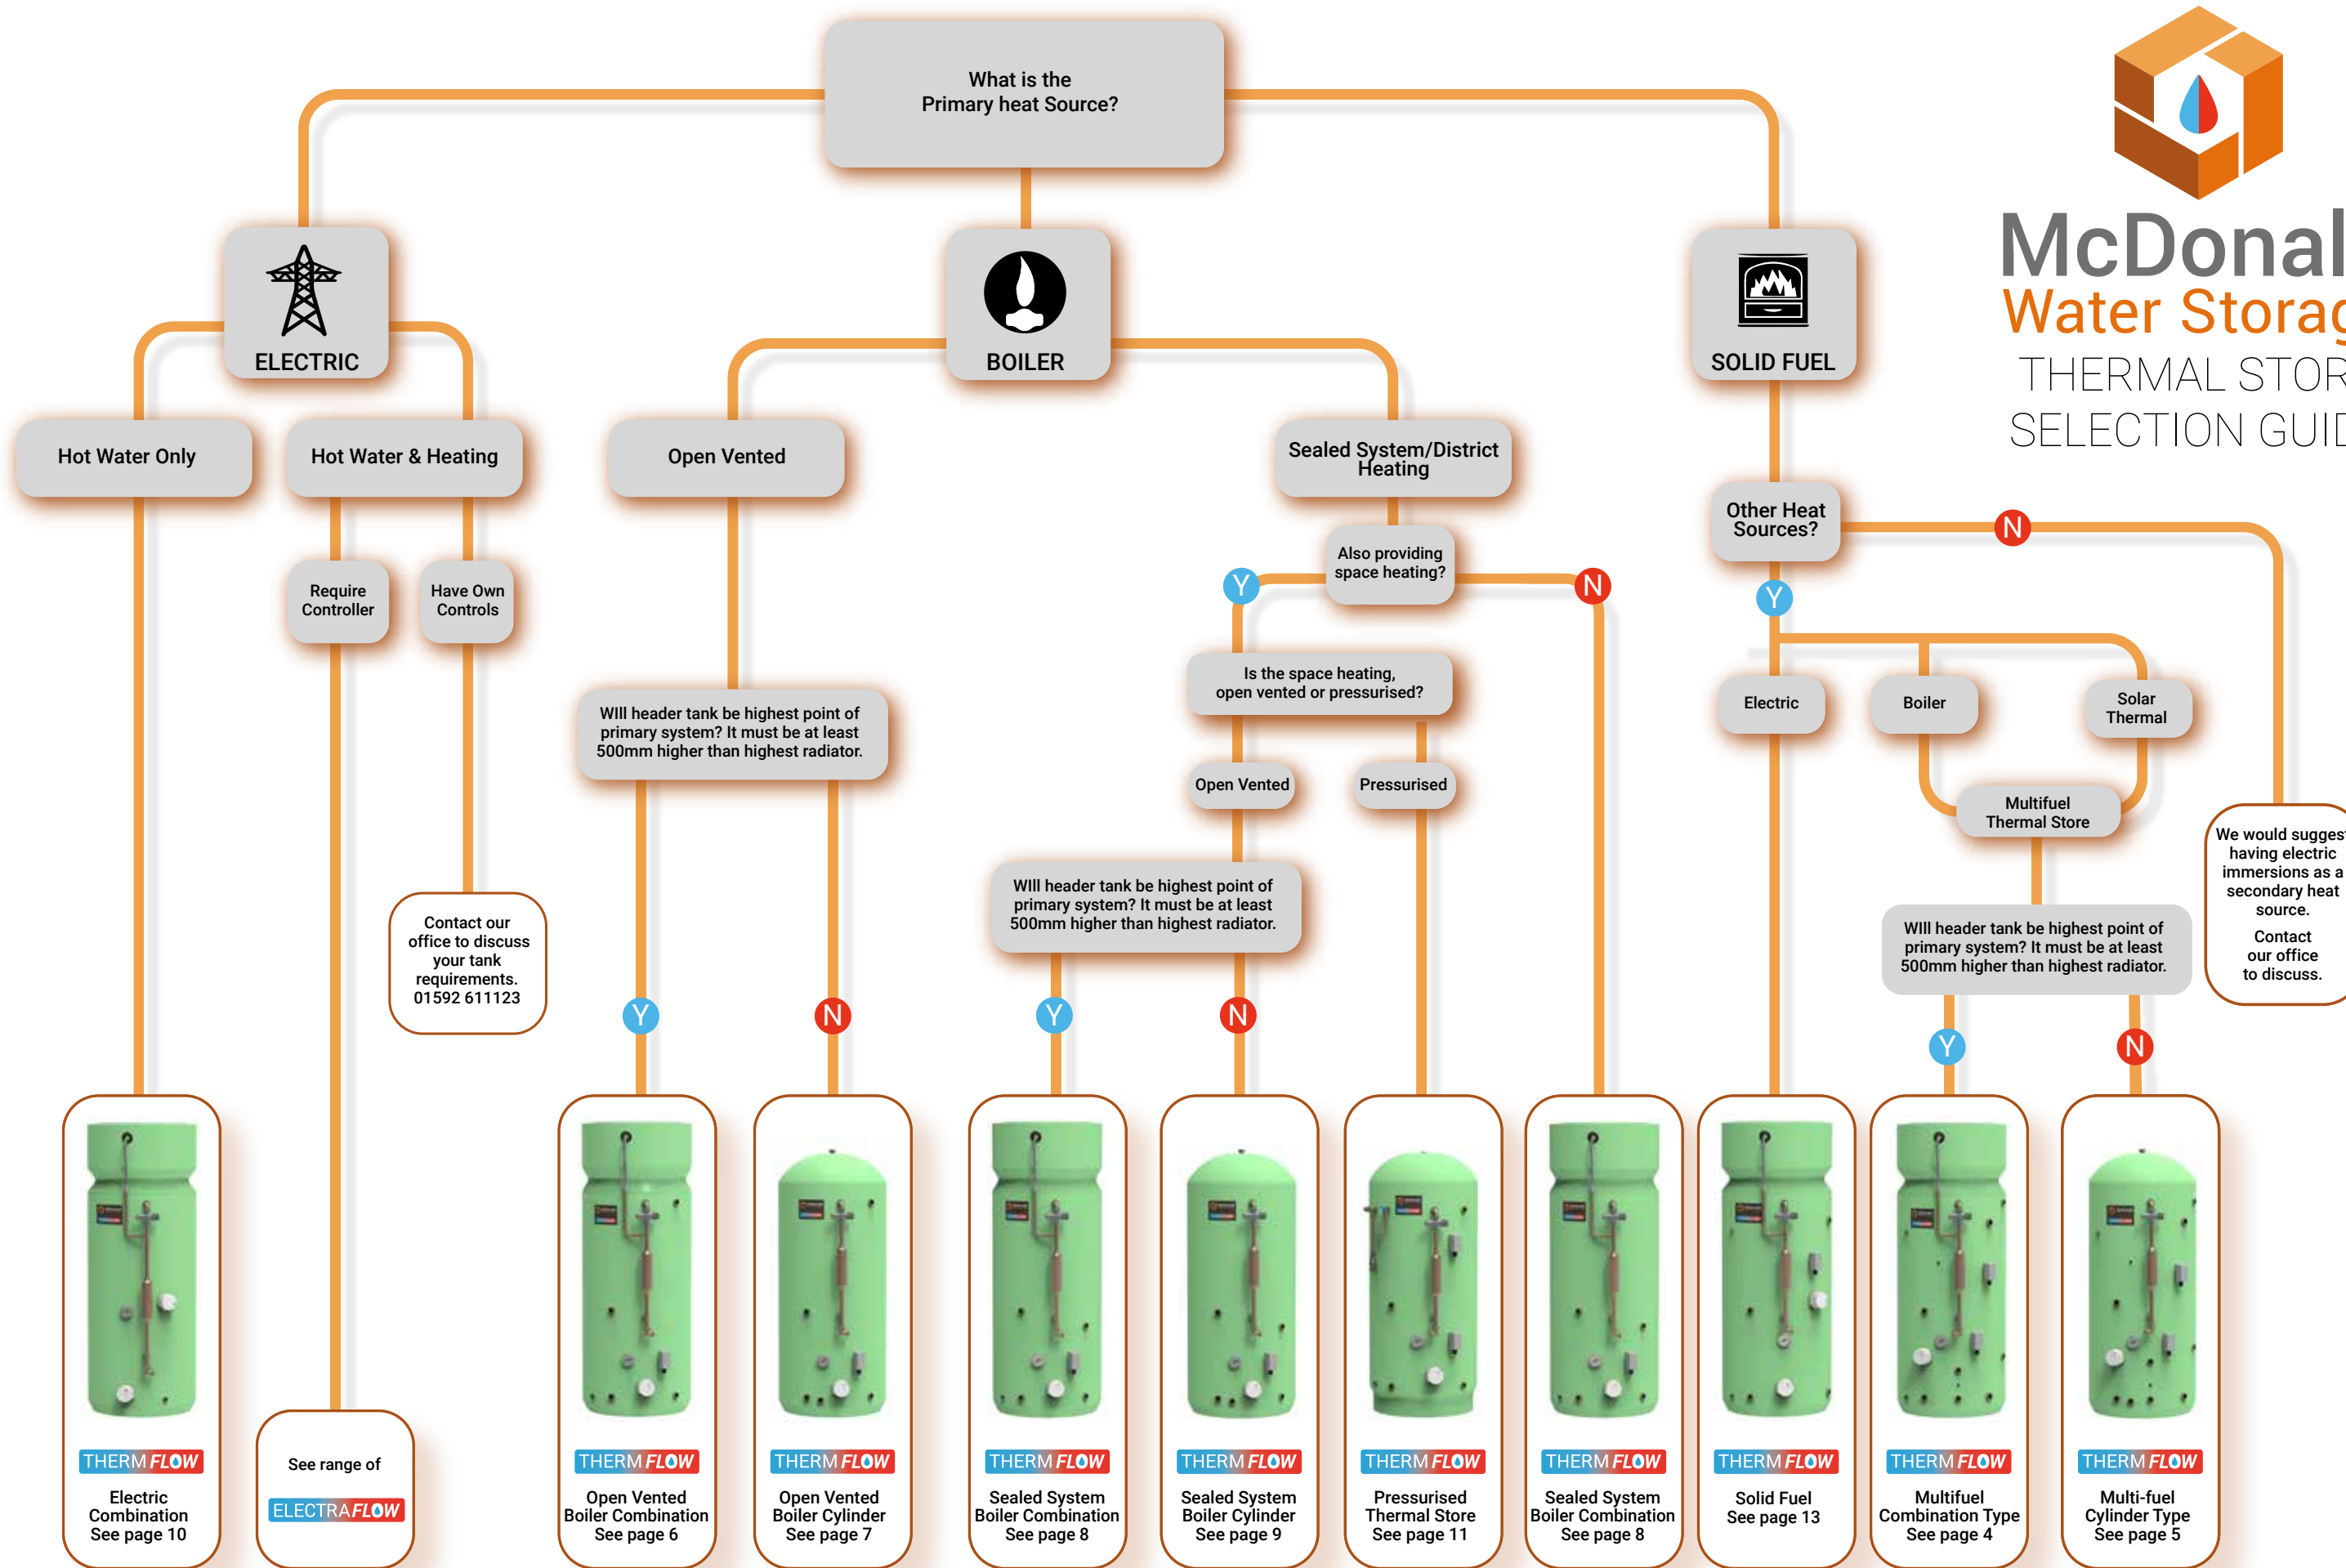 What is the
Primary heat Source?
McDonal
Water Storag
THERMAL STOR
SELECTION GUID
ELECTRIC
BOILER
SOLID FUEL
Hot Water Only
Hot Water & Heating
Open Vented
Sealed System/District
Heating
Other Heat
Sources?
N
Also providing
space heating?
Y
N
Y
Require
Controller
Have Own
Controls
Is the space heating,
open vented or pressurised?
Electric
Boiler
Solar
Thermal
WIll header tank be highest point of
primary system? It must be at least
500mm higher than highest radiator.
Open Vented
Pressurised
Multifuel
Thermal Store
We would suggest
having electric
immersions as a
secondary heat
source.
Contact
our office
to discuss.
WIll header tank be highest point of
primary system? It must be at least
500mm higher than highest radiator.
WIll header tank be highest point of
primary system? It must be at least
500mm higher than highest radiator.
Contact our
office to discuss
your tank
requirements.
01592 611123
Y
N
Y
N
Y
N
THERMFLOW
Electric
Combination
See page 10
See range of
ELECTRAFLOW
THERMFLOW
Open Vented
Boiler Combination
See page 6
THERMFLOW
Open Vented
Boiler Cylinder
See page 7
THERMFLOW
Sealed System
Boiler Combination
See page 8
THERMFLOW
Sealed System
Boiler Cylinder
See page 9
THERMFLOW
Pressurised
Thermal Store
See page 11
THERMFLOW
Sealed System
Boiler Combination
See page 8
THERMFLOW
Solid Fuel
See page 13
THERMFLOW
Multifuel
Combination Type
See page 4
THERMFLOW
Multi-fuel
Cylinder Type
See page 5